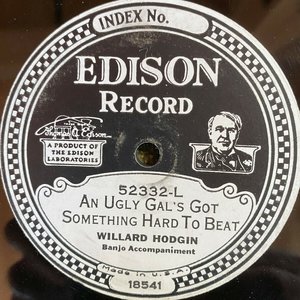 INDEX No.
EDISON
RECORD
Thomas A Edison
A PRODUCT OF THE EDISON LABORATORIES
52332-L
AN UGLY GAL'S GOT
SOMETHING HARD TO BEAT
WILLARD HODGIN
Banjo Accompaniment
Made in U.S.A.
18541